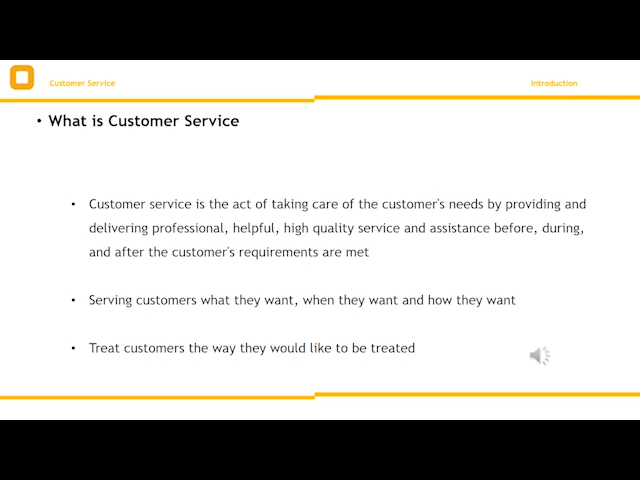 Customer Service
Introduction
• What is Customer Service
• Customer service is the act of taking care of the customer's needs by providing and
delivering professional, helpful, high quality service and assistance before, during,
and after the customer's requirements are met
• Serving customers what they want, when they want and how they want
• Treat customers the way they would like to be treated